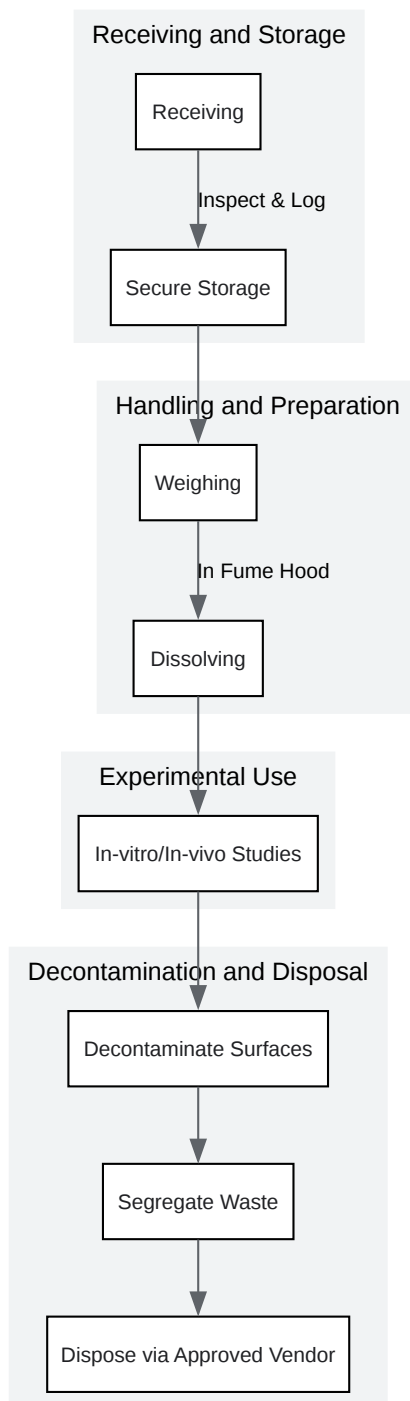 Receiving and Storage
Receiving
Inspect & Log
Secure Storage
Handling and Preparation
Weighing
In Fume Hood
Dissolving
Experimental Use
In-vitro/In-vivo Studies
Decontamination and Disposal
Decontaminate Surfaces
Segregate Waste
Dispose via Approved Vendor